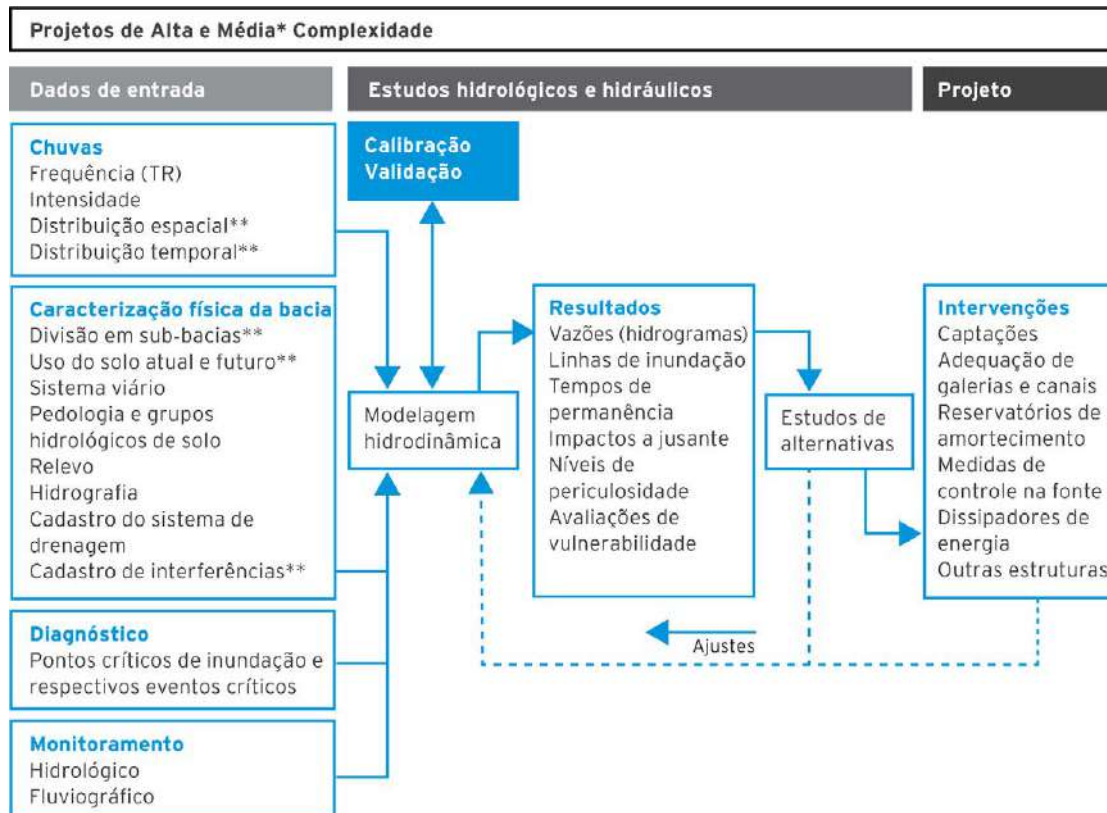 Projetos de Alta e Média* Complexidade
Dados de entrada
Estudos hidrológicos e hidráulicos
Projeto
Chuvas
Frequência (TR)
Intensidade
Distribuição espacial**
Distribuição temporal**
Caracterização física da bacia
Divisão em sub-bacias**
Uso do solo atual e futuro**
Sistema viário
Pedologia e grupos
hidrológicos de solo
Relevo
Hidrografia
Cadastro do sistema de
drenagem
Cadastro de interferências**
Diagnóstico
Pontos críticos de inundação e
respectivos eventos críticos
Monitoramento
Hidrológico
Fluviográfico
Calibração
Validação
Modelagem
hidrodinâmica
Resultados
Vazões (hidrogramas)
Linhas de inundação
Tempos de
permanência
Impactos a jusante
Níveis de
periculosidade
Avaliações de
vulnerabilidade
Estudos de
alternativas
Ajustes
Intervenções
Captações
Adequação de
galerias e canais
Reservatórios de
amortecimento
Medidas de
controle na fonte
Dissipadores de
energia
Outras estruturas